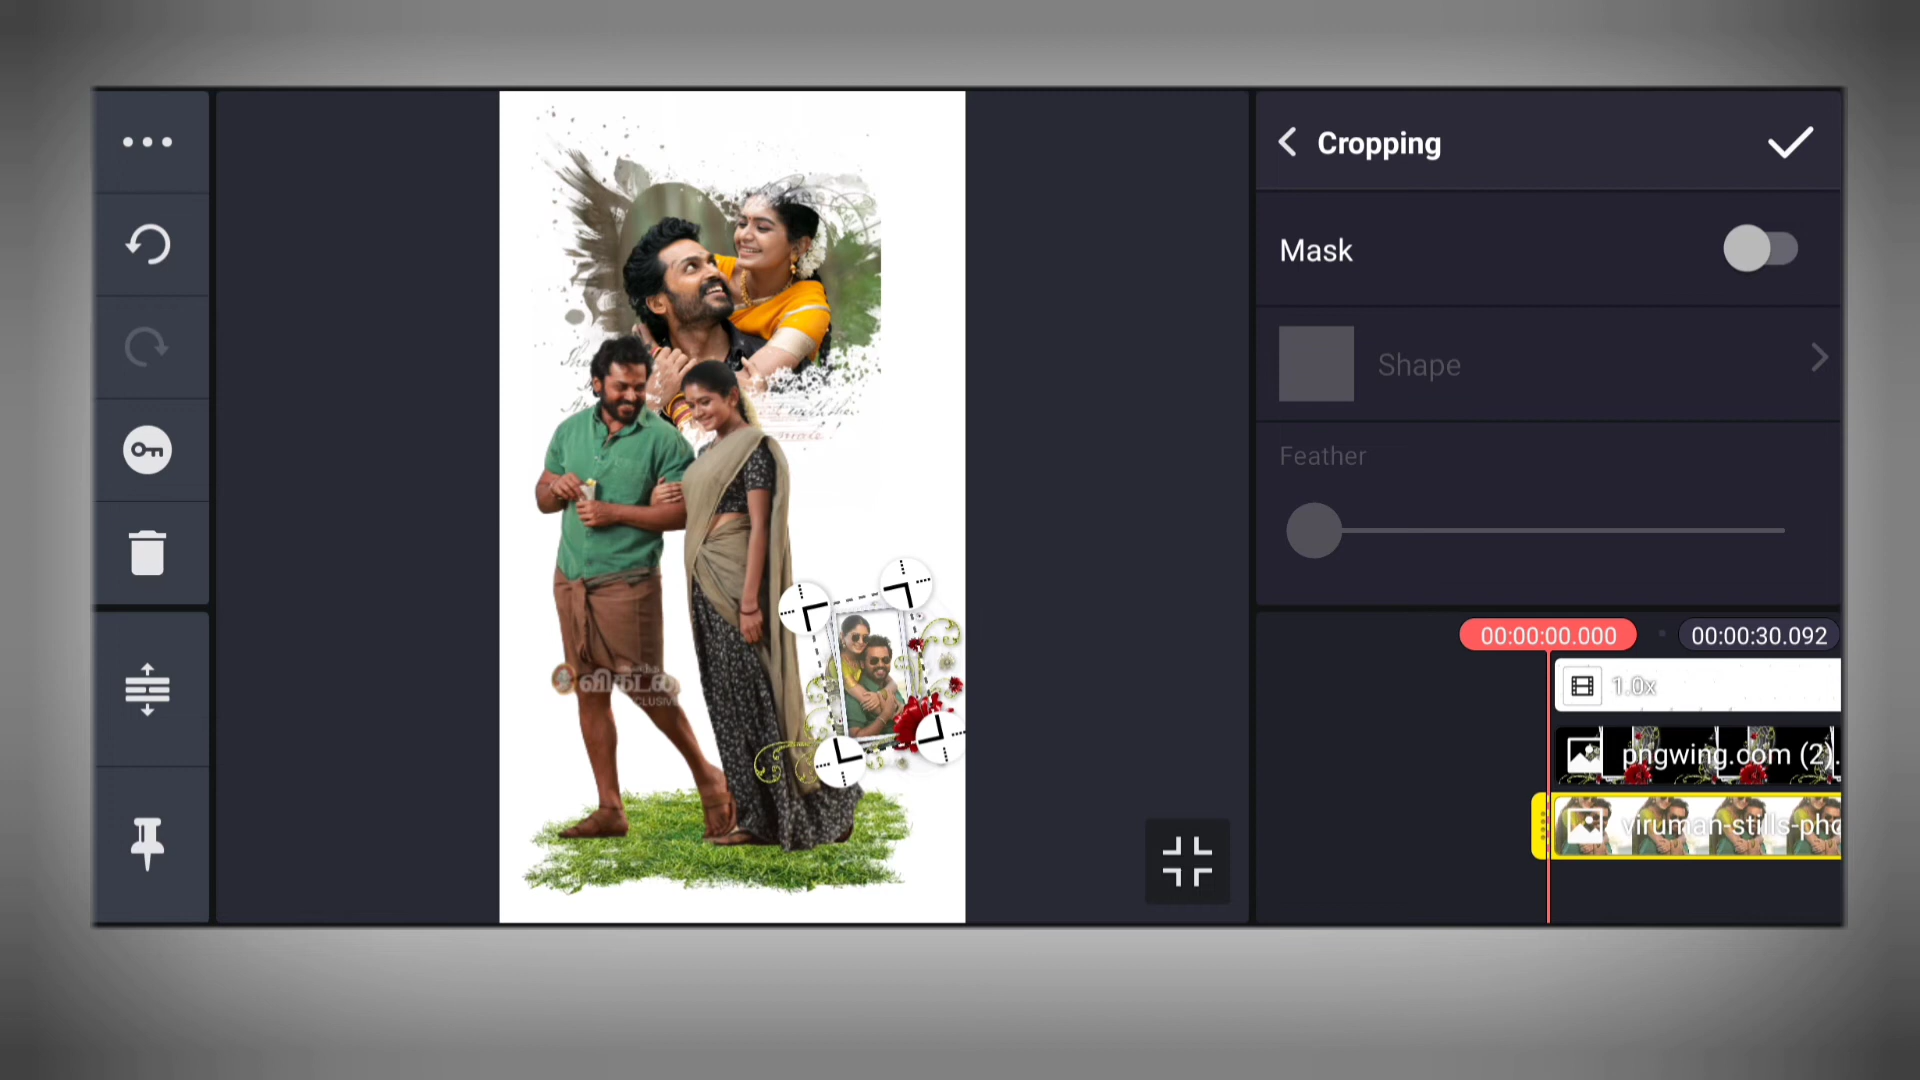 Cropping
Mask
Shape
Feather
00:00:00.000
00:00:30.092
1.0x
pngwing.com (2).
viruman-stills-pho
விகடன்